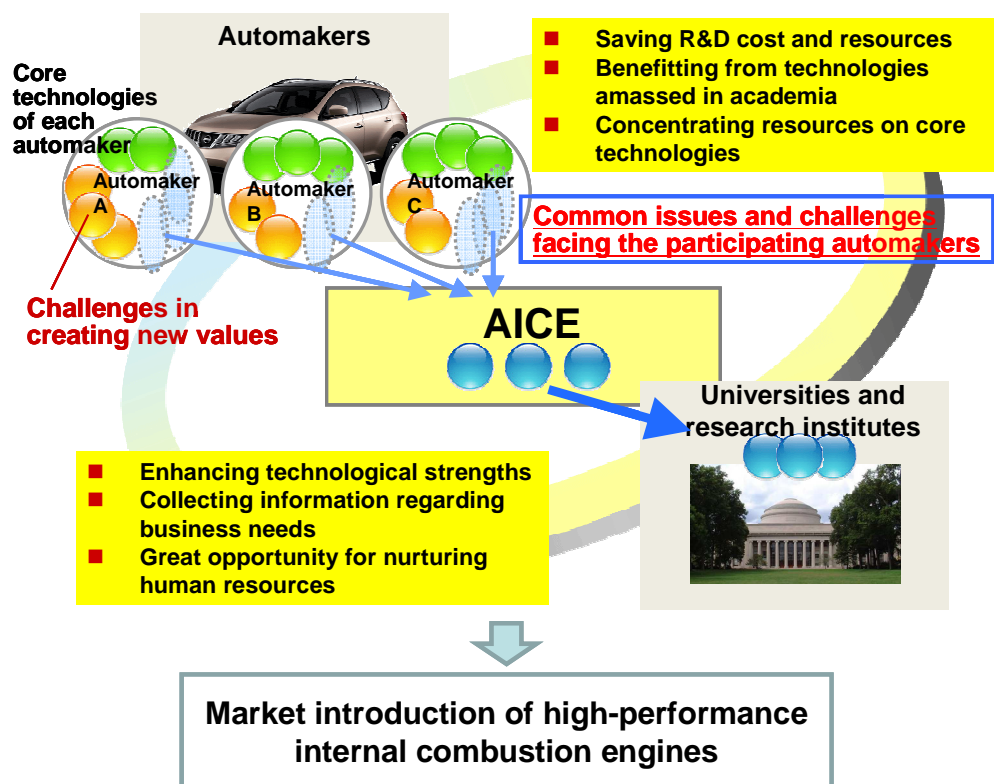 Automakers
Core
technologies
of each
automaker
Automaker
A
Automaker
B
Automaker
C
■ Saving R&D cost and resources
■ Benefitting from technologies
amassed in academia
■ Concentrating resources on core
technologies
Common issues and challenges
facing the participating automakers
Challenges in
creating new values
AICE
Universities and
research institutes
■ Enhancing technological strengths
■ Collecting information regarding
business needs
■ Great opportunity for nurturing
human resources
Market introduction of high-performance
internal combustion engines